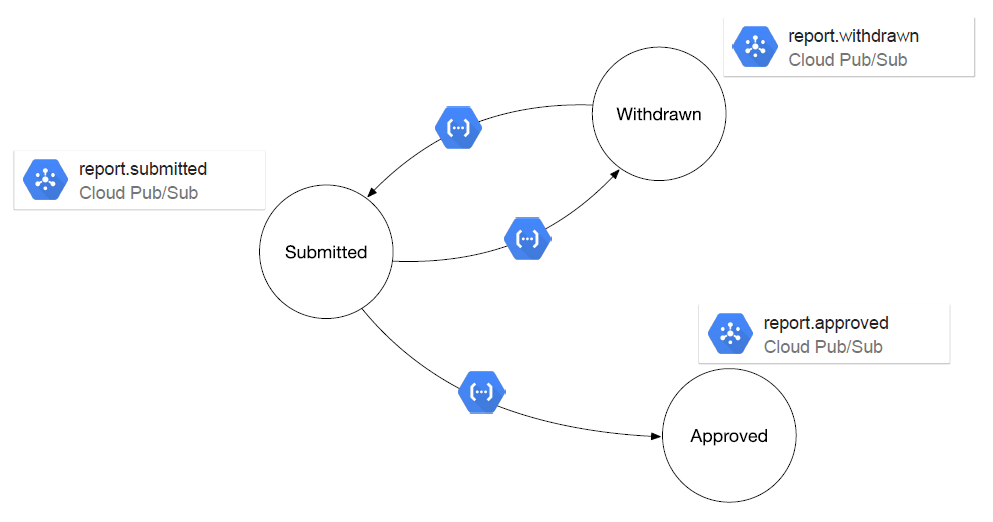 report.withdrawn
Cloud Pub/Sub
Withdrawn
report.submitted
Cloud Pub/Sub
Submitted
report.approved
Cloud Pub/Sub
Approved